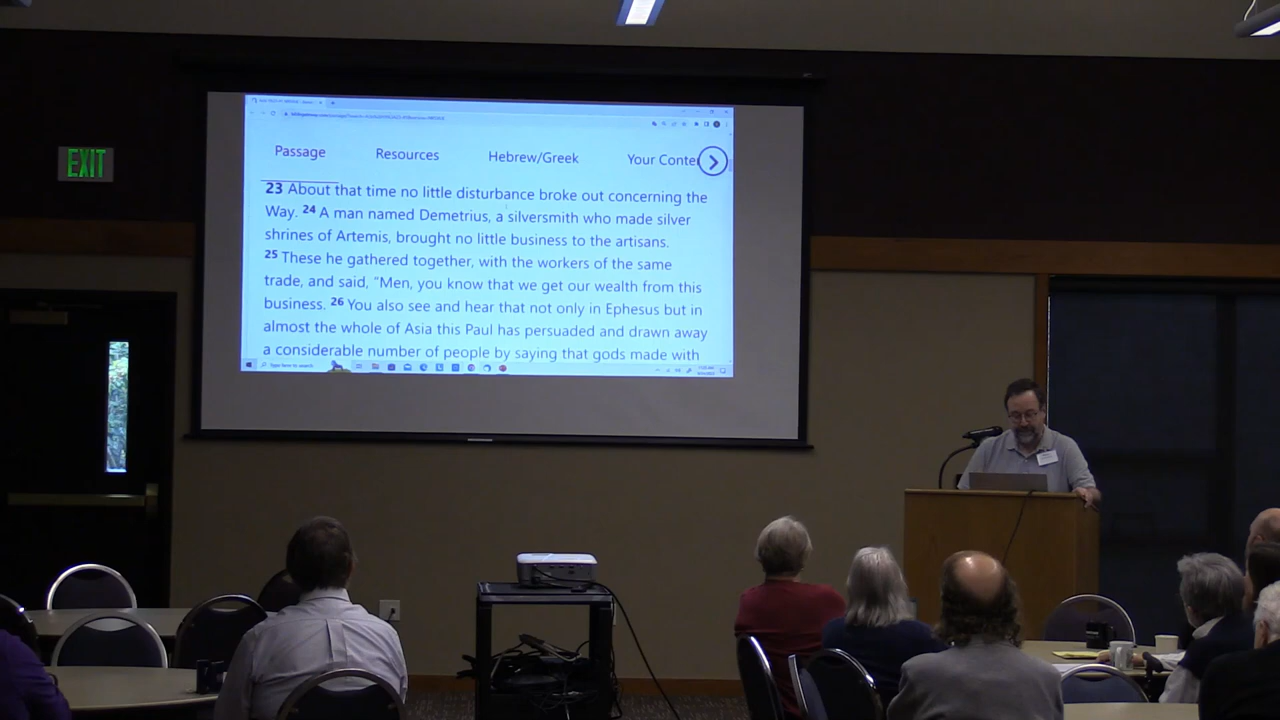 EXIT
Passage Resources Hebrew/Greek Your Conte
23 About that time no little disturbance broke out concerning the
Way. 24 A man named Demetrius, a silversmith who made silver
shrines of Artemis, brought no little business to the artisans.
25 These he gathered together, with the workers of the same
trade, and said, “Men, you know that we get our wealth from this
business. 26 You also see and hear that not only in Ephesus but in
almost the whole of Asia this Paul has persuaded and drawn away
a considerable number of people by saying that gods made with
Type here to search